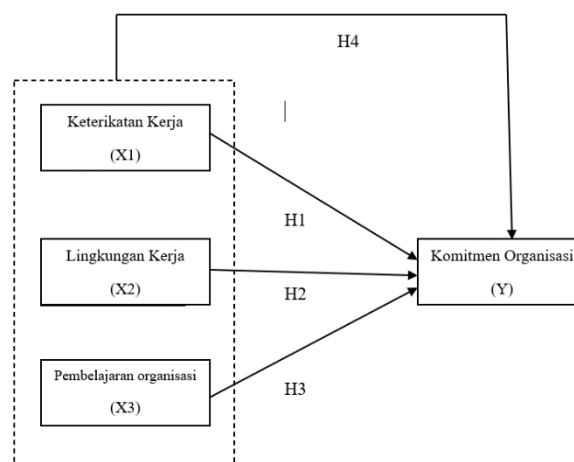 H4
Keterikatan Kerja
(X1)
H1
Lingkungan Kerja
(X2)
H2
Komitmen Organisasi
(Y)
Pembelajaran organisasi
(X3)
H3